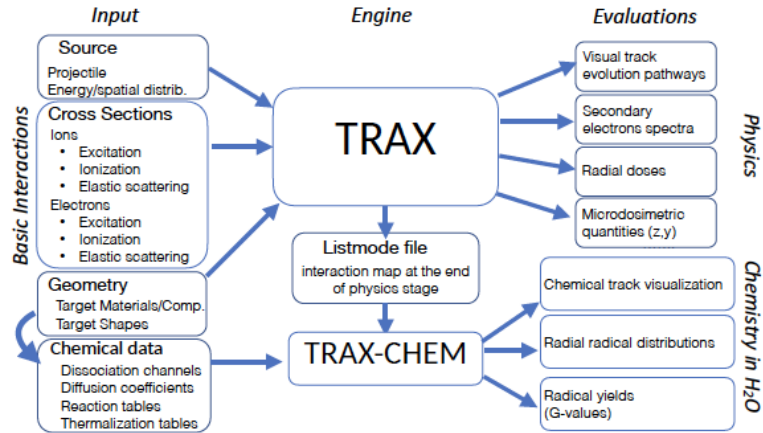 Input
Engine
Evaluations
Basic Interactions
Source
Projectile
Energy/spatial distrib.
Cross Sections
Ions
• Excitation
• Ionization
• Elastic scattering
Electrons
• Excitation
• Ionization
• Elastic scattering
Geometry
Target Materials/Comp.
Target Shapes
Chemical data
Dissociation channels
Diffusion coefficients
Reaction tables
Thermalization tables
TRAX
Listmode file
interaction map at the end
of physics stage
TRAX-CHEM
Visual track
evolution pathways
Secondary
electrons spectra
Radial doses
Microdosimetric
quantities (z,y)
Physics
Chemical track visualization
Radial radical distributions
Radical yields
(G-values)
Chemistry in H2O